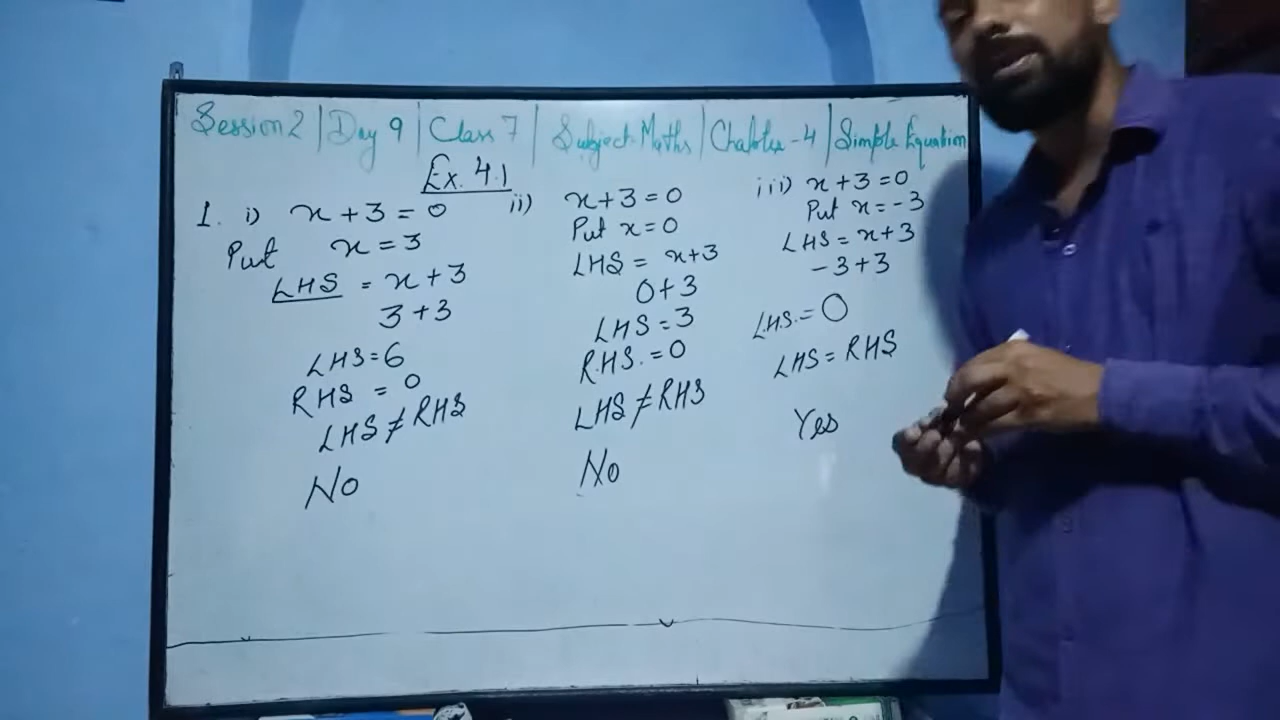 Session 2 | Day 9 | Class 7 | Subject-Maths | Chapter-4 | Simple Equation
Ex. 4.1
1. i) x + 3 = 0
Put x = 3
LHS = x + 3
3 + 3
LHS = 6
RHS = 0
LHS ≠ RHS
No
ii) x + 3 = 0
Put x = 0
LHS = x + 3
0 + 3
LHS = 3
R.H.S. = 0
LHS ≠ RHS
No
iii) x + 3 = 0
Put x = -3
LHS = x + 3
-3 + 3
L.H.S. = 0
LHS = RHS
Yes